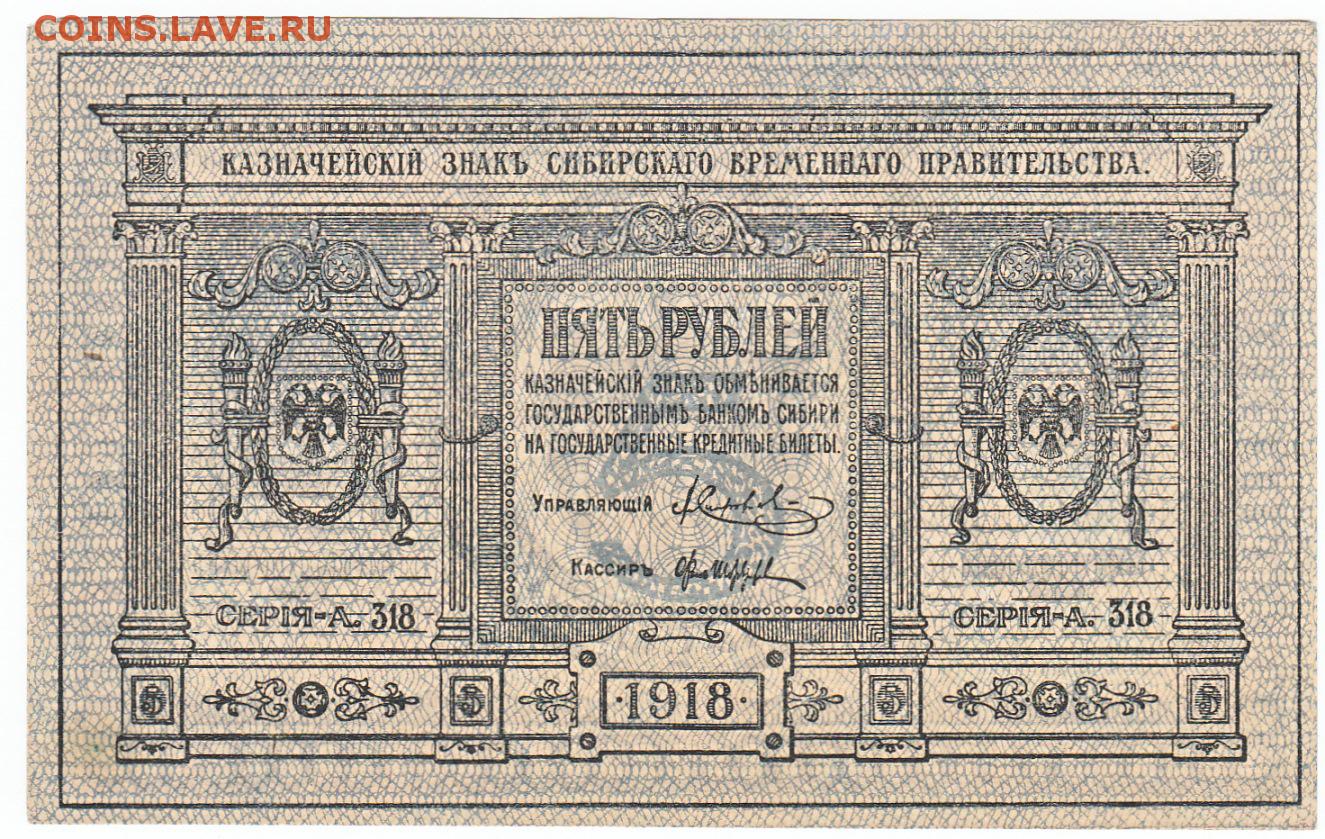 COINS.LAVE.RU
КАЗНАЧЕЙСКІЙ ЗНАКЪ СИБИРСКАГО ВРЕМЕННАГО ПРАВИТЕЛЬСТВА.
ПЯТЬ РУБЛЕЙ
КАЗНАЧЕЙСКІЙ ЗНАКЪ ОБМѢНИВАЕТСЯ
ГОСУДАРСТВЕННЫМЪ БАНКОМЪ СИБИРИ
НА ГОСУДАРСТВЕННЫЕ КРЕДИТНЫЕ БИЛЕТЫ.
УПРАВЛЯЮЩІЙ
КАССИРЪ
СЕРІЯ-А. 318
СЕРІЯ-А. 318
5
5
·1918·
5
5